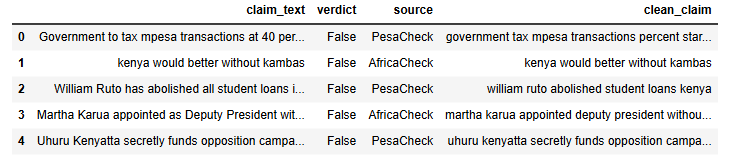 claim_text verdict source clean_claim
0 Government to tax mpesa transactions at 40 per... False PesaCheck government tax mpesa transactions percent star...
1 kenya would better without kambas False AfricaCheck kenya would better without kambas
2 William Ruto has abolished all student loans i... False PesaCheck william ruto abolished student loans kenya
3 Martha Karua appointed as Deputy President wit... False AfricaCheck martha karua appointed deputy president withou...
4 Uhuru Kenyatta secretly funds opposition campa... False PesaCheck uhuru kenyatta secretly funds opposition campa...